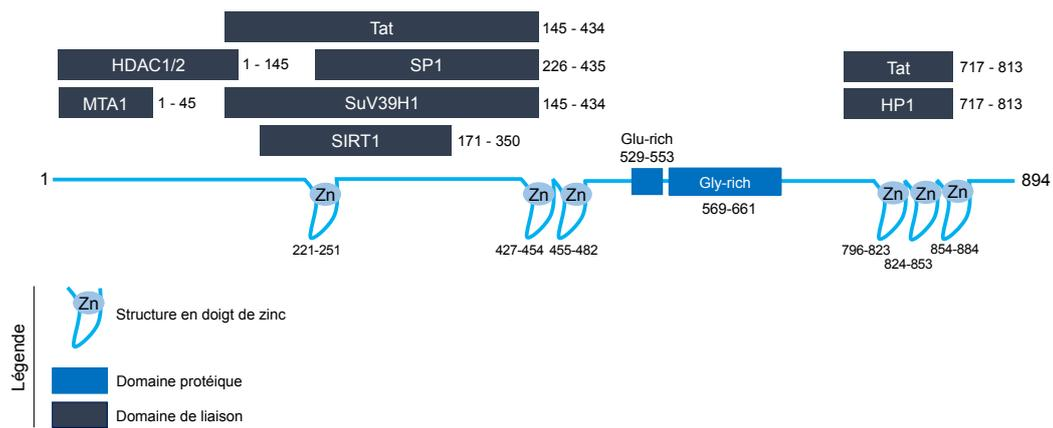 Tat 145 - 434
HDAC1/2 1 - 145 SP1 226 - 435 Tat 717 - 813
MTA1 1 - 45 SuV39H1 145 - 434 HP1 717 - 813
SIRT1 171 - 350
Glu-rich
529-553
1 Zn Zn Zn Gly-rich Zn Zn Zn 894
569-661
221-251 427-454 455-482 796-823 854-884
824-853
Légende
Zn Structure en doigt de zinc
Domaine protéique
Domaine de liaison